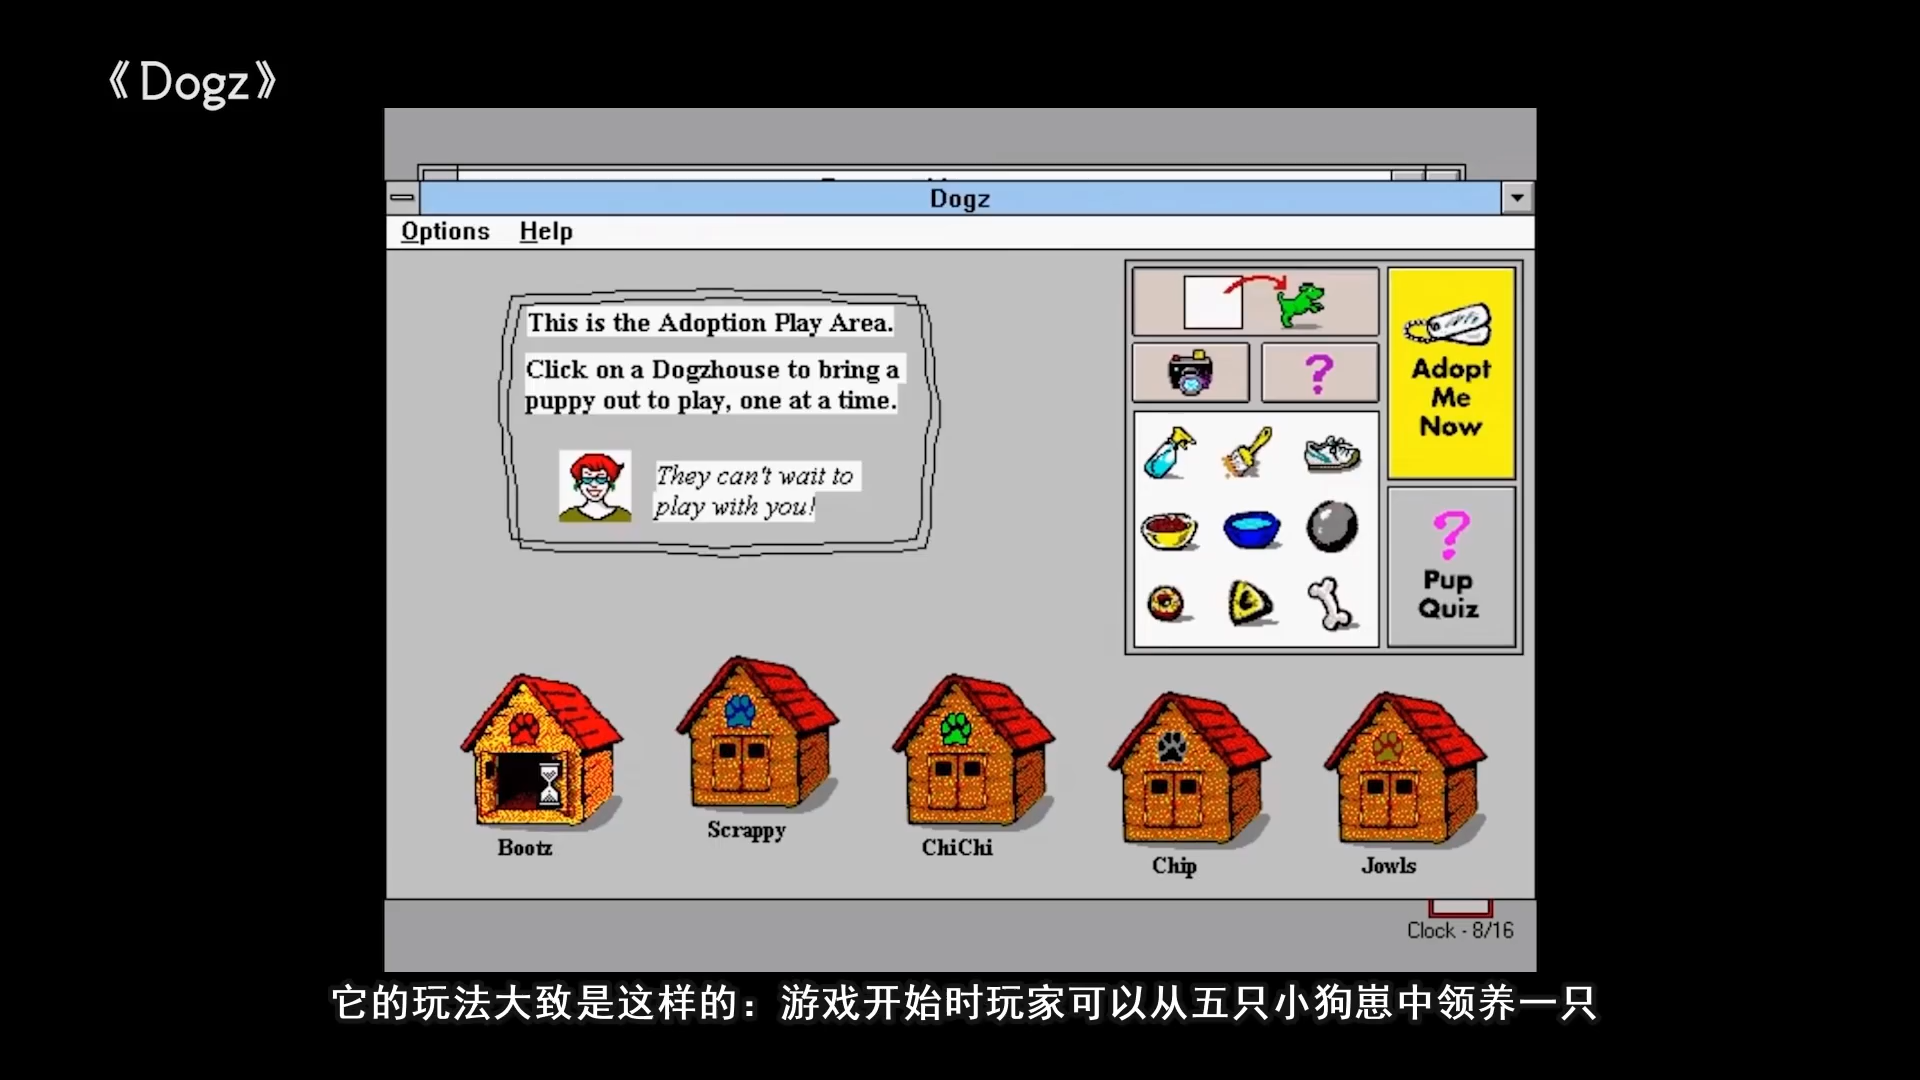 《Dogz》
Dogz
Options Help
This is the Adoption Play Area.
Click on a Dogzhouse to bring a
puppy out to play, one at a time.
They can't wait to
play with you!
Adopt
Me
Now
?
?
Pup
Quiz
Bootz
Scrappy
ChiChi
Chip
Jowls
Clock - 8/16
它的玩法大致是这样的：游戏开始时玩家可以从五只小狗崽中领养一只